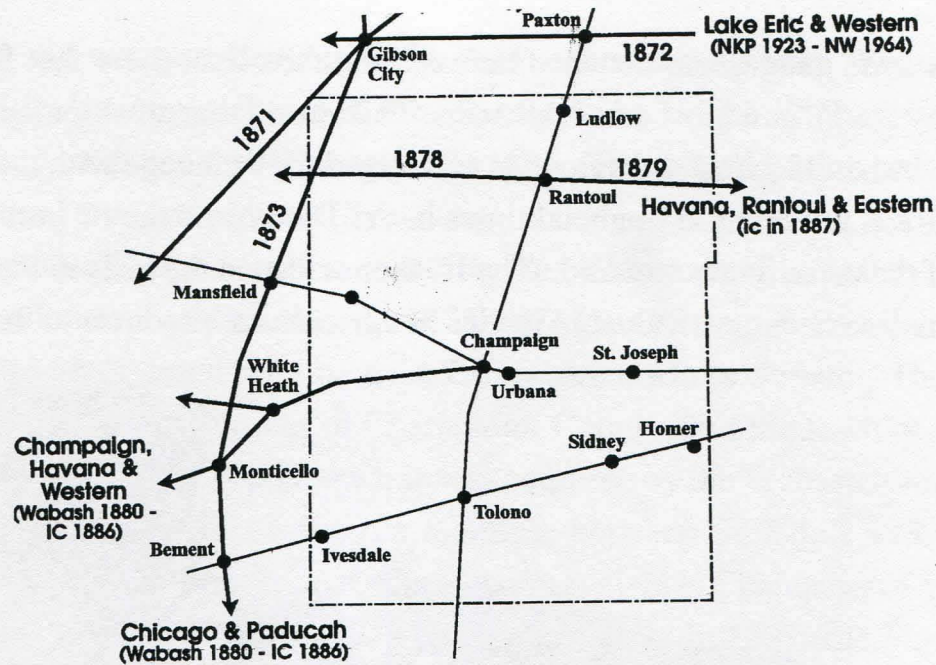 Paxton
Lake Erie & Western
(NKP 1923 - NW 1964)
Gibson
City
1872
Ludlow
1871
1878
1879
Rantoul
Havana, Rantoul & Eastern
(ic in 1887)
1873
Mansfield
Champaign
St. Joseph
White
Heath
Urbana
Champaign,
Havana &
Western
(Wabash 1880 -
IC 1886)
Monticello
Sidney
Homer
Tolono
Bement
Ivesdale
Chicago & Paducah
(Wabash 1880 - IC 1886)